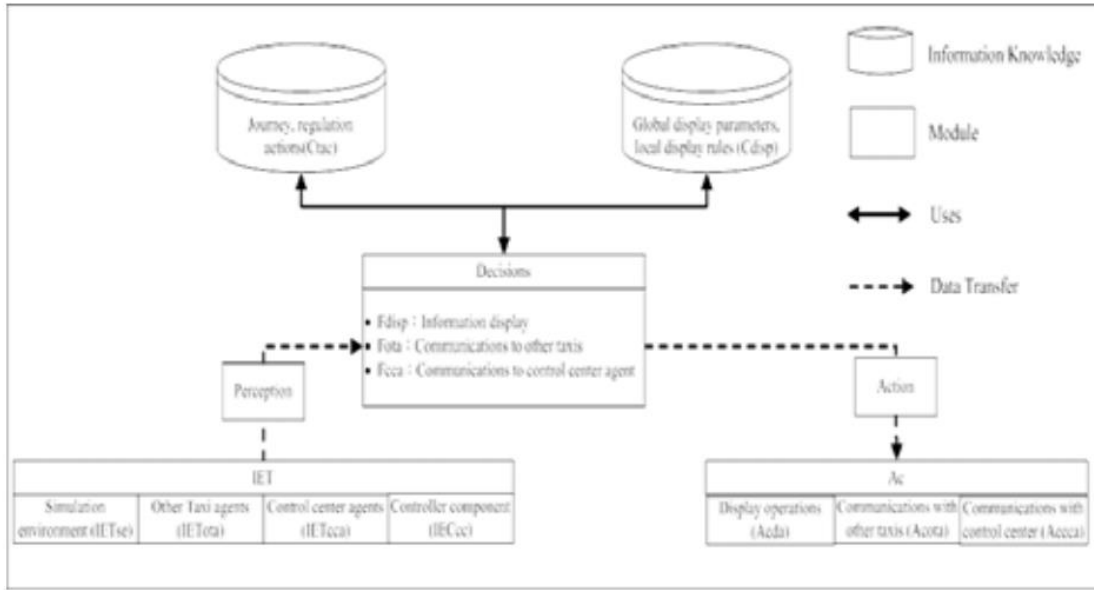 Journey, regulation
actions(Ctac)
Global display parameters,
local display rules (Cdisp)
Information Knowledge
Module
Uses
Data Transfer
Decisions
• Fdisp：Information display
• Fota：Communications to other taxis
• Fcca：Communications to control center agent
Perception
Action
IET
Simulation
environment (IETse)
Other Taxi agents
(IETota)
Control center agents
(IETcca)
Controller component
(IECcc)
Ac
Display operations
(Acda)
Communications with
other taxis (Acota)
Communications with
control center (Accca)